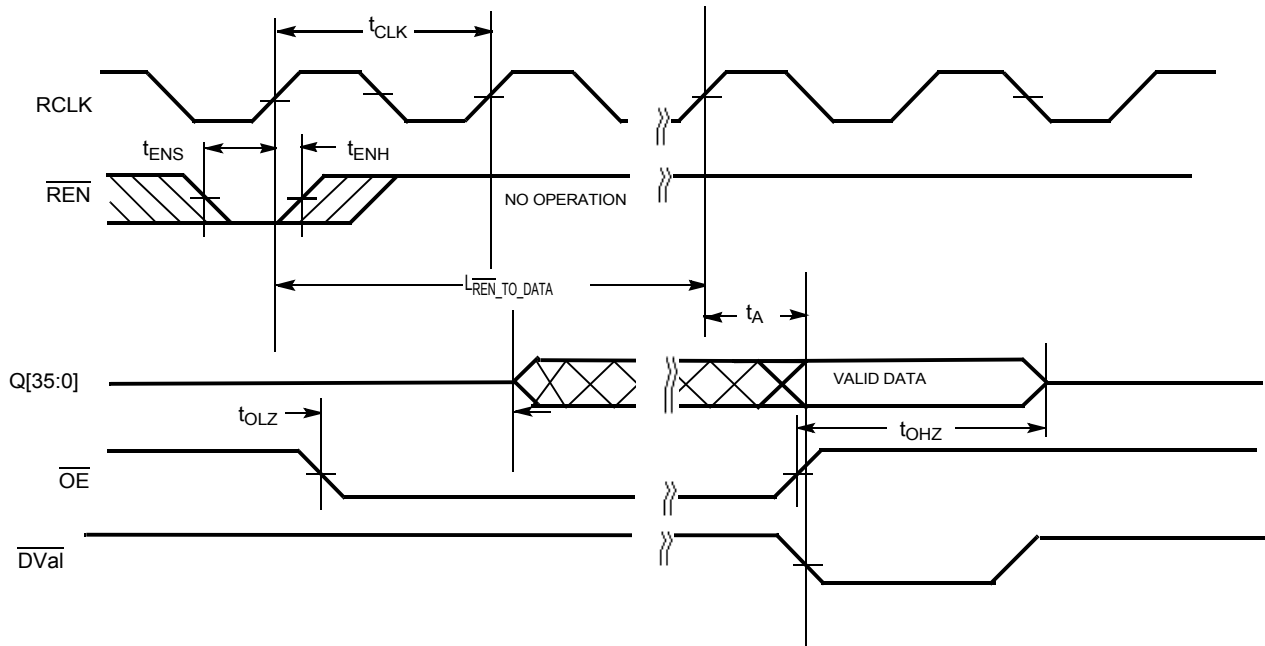 tCLK
RCLK
tENS
tENH
REN
NO OPERATION
LREN_TO_DATA
tA
Q[35:0]
VALID DATA
tOLZ
tOHZ
OE
DVal